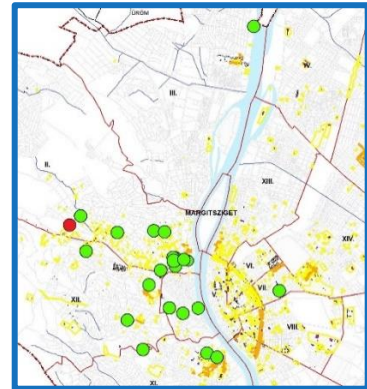 ÜRÖM
IV.
III.
II.
XIII.
MARGITSZIGET
XIV.
VI.
VII.
XII.
V.
VIII.
XI.